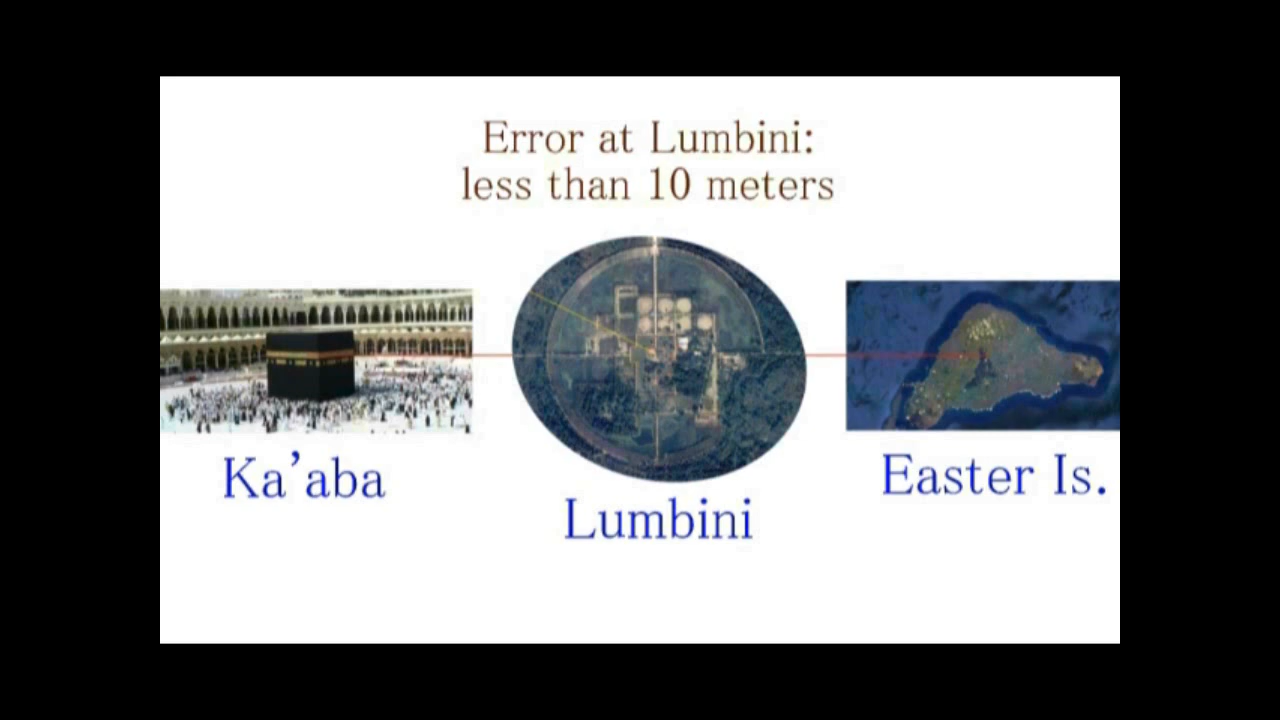 Error at Lumbini:
less than 10 meters
Ka'aba
Lumbini
Easter Is.